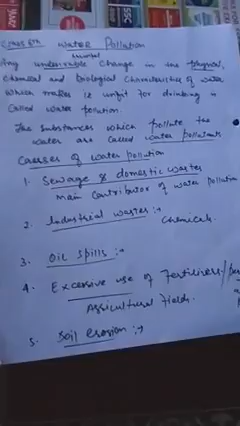 Class 8th Water Pollution
Any undesirable change in the physical,
chemical and biological characteristics of water
which makes it unfit for drinking is
called water pollution.
The substances which pollute the
water are called water pollutants
Causes of water pollution
1. Sewage & domestic wastes
main contributor of water pollution
2. Industrial wastes :→
Chemicals.
3. Oil spills :→
4. Excessive use of Fertilizers/
Agricultural fields.
5. Soil erosion :→